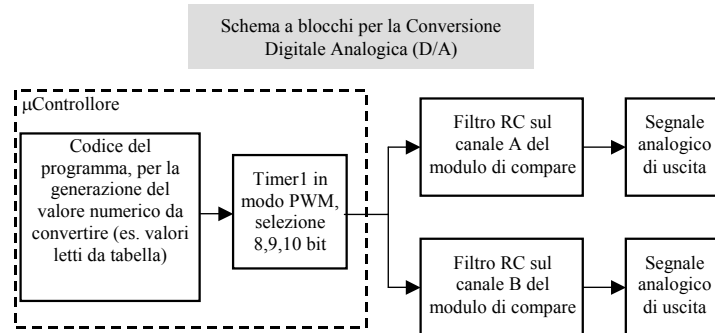 Schema a blocchi per la Conversione
Digitale Analogica (D/A)
μControllore
Codice del
programma, per la
generazione del
valore numerico da
convertire (es. valori
letti da tabella)
Timer1 in
modo PWM,
selezione
8,9,10 bit
Filtro RC sul
canale A del
modulo di compare
Segnale
analogico
di uscita
Filtro RC sul
canale B del
modulo di compare
Segnale
analogico
di uscita